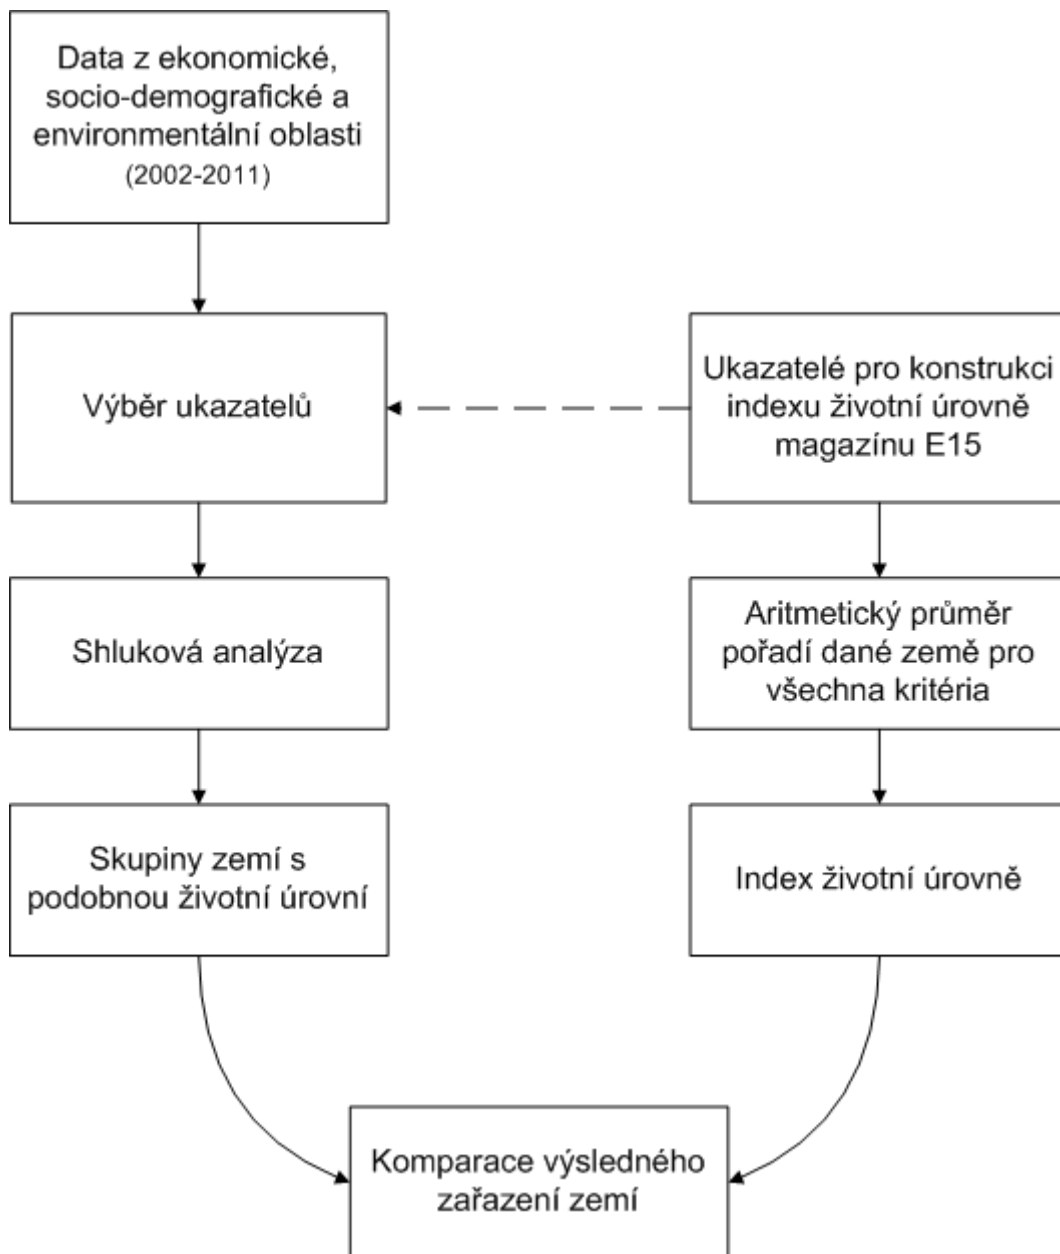 Data z ekonomické,
socio-demografické a
environmentální oblasti
(2002-2011)
Výběr ukazatelů
Ukazatelé pro konstrukci
indexu životní úrovně
magazínu E15
Shluková analýza
Aritmetický průměr
pořadí dané země pro
všechna kritéria
Skupiny zemí s
podobnou životní úrovní
Index životní úrovně
Komparace výsledného
zařazení zemí